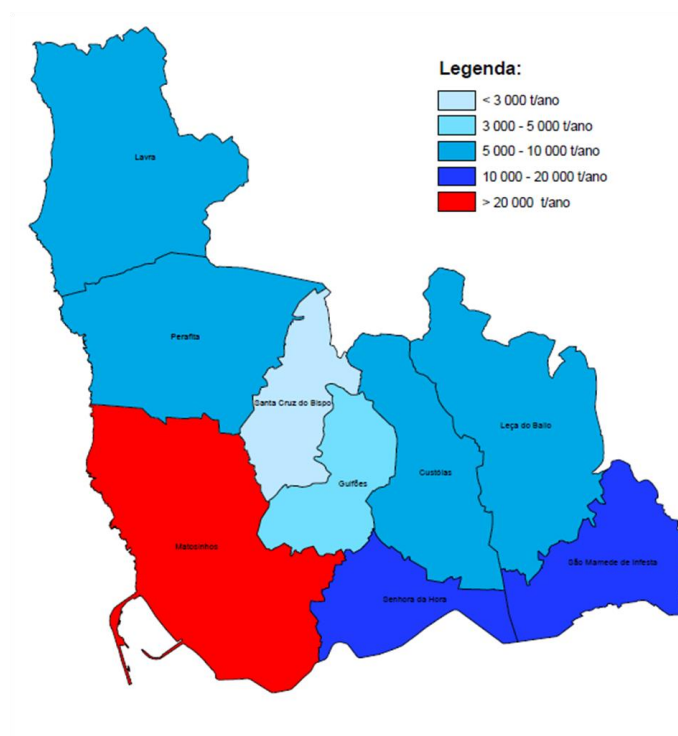 Legenda:
< 3 000 t/ano
3 000 - 5 000 t/ano
5 000 - 10 000 t/ano
10 000 - 20 000 t/ano
> 20 000 t/ano
Lavra
Perafita
Santa Cruz do Bispo
Leça do Balio
Custóias
Guifões
Matosinhos
São Mamede de Infesta
Senhora da Hora